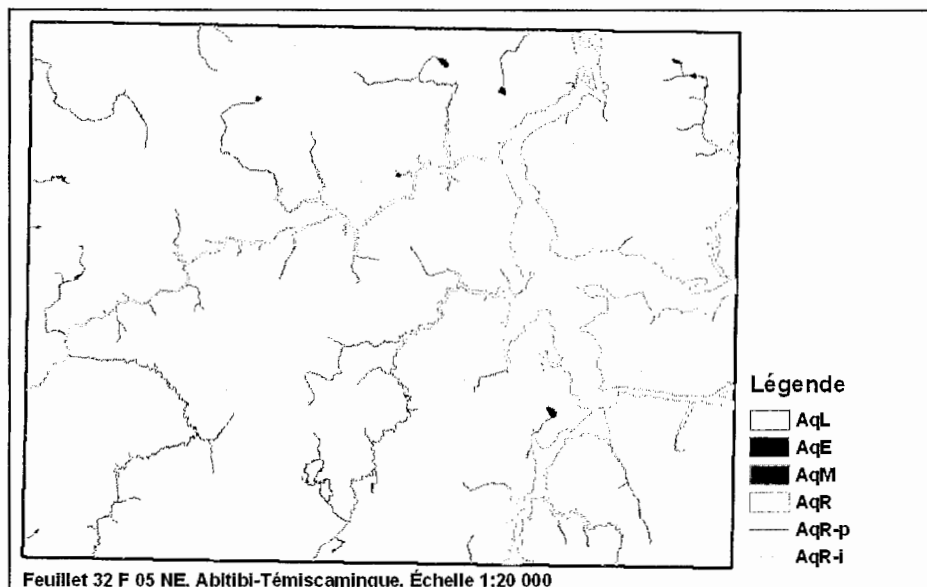 Légende
AqL
AqE
AqM
AqR
AqR-p
AqR-i
Feuillet 32 F 05 NE, Abitibi-Témiscamingue, Échelle 1:20 000